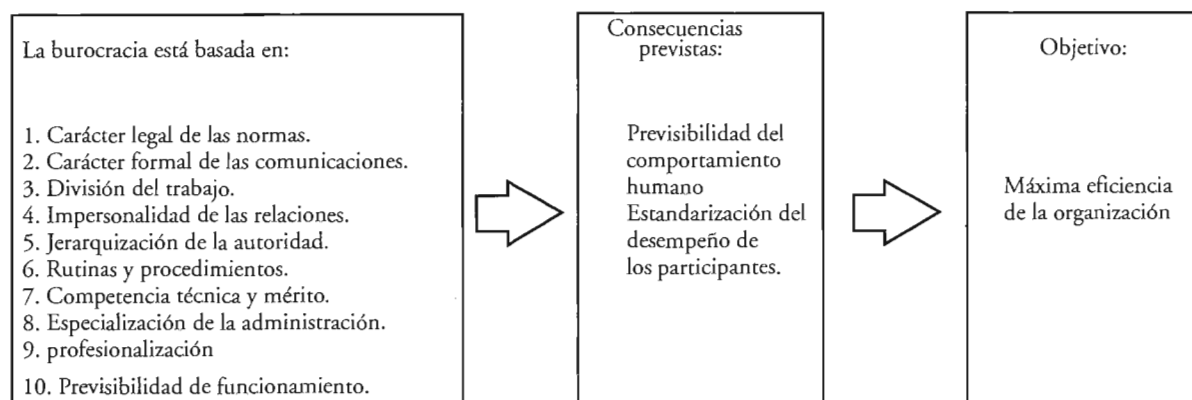 La burocracia está basada en:
1. Carácter legal de las normas.
2. Carácter formal de las comunicaciones.
3. División del trabajo.
4. Impersonalidad de las relaciones.
5. Jerarquización de la autoridad.
6. Rutinas y procedimientos.
7. Competencia técnica y mérito.
8. Especialización de la administración.
9. profesionalización
10. Previsibilidad de funcionamiento.
Consecuencias
previstas:
Previsibilidad del
comportamiento
humano
Estandarización del
desempeño de
los participantes.
Objetivo:
Máxima eficiencia
de la organización